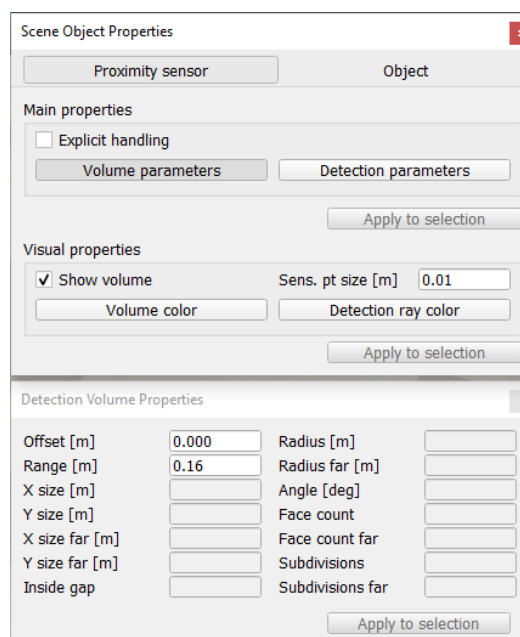 Scene Object Properties
Proximity sensor Object
Main properties
Explicit handling
Volume parameters Detection parameters
Apply to selection
Visual properties
Show volume Sens. pt size [m] 0.01
Volume color Detection ray color
Apply to selection
Detection Volume Properties
Offset [m] 0.000 Radius [m]
Range [m] 0.16 Radius far [m]
X size [m] Angle [deg]
Y size [m] Face count
X size far [m] Face count far
Y size far [m] Subdivisions
Inside gap Subdivisions far
Apply to selection